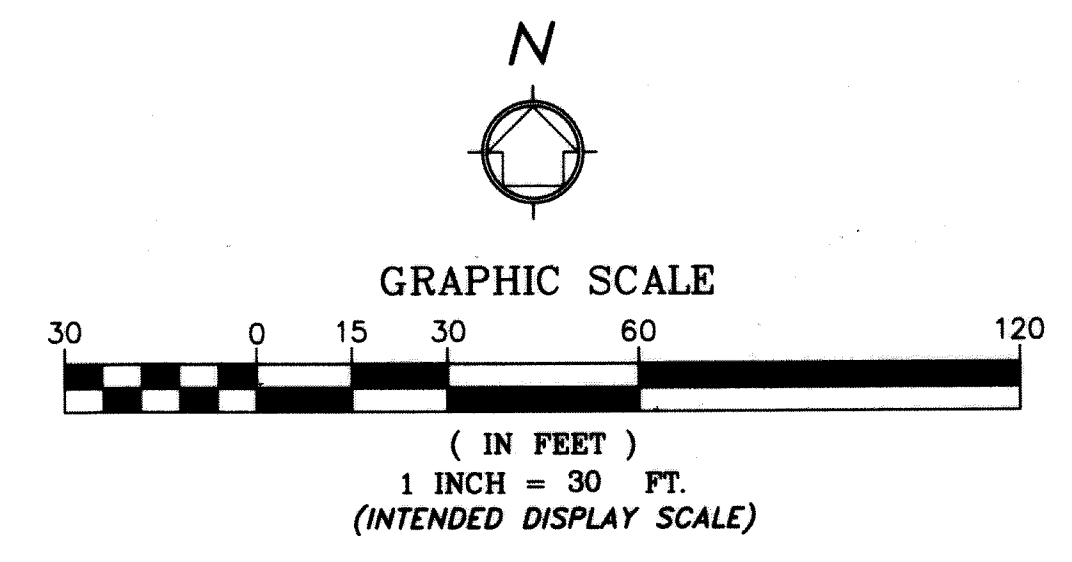 N
GRAPHIC SCALE
30 0 15 30 60 120
( IN FEET )
1 INCH = 30 FT.
(INTENDED DISPLAY SCALE)